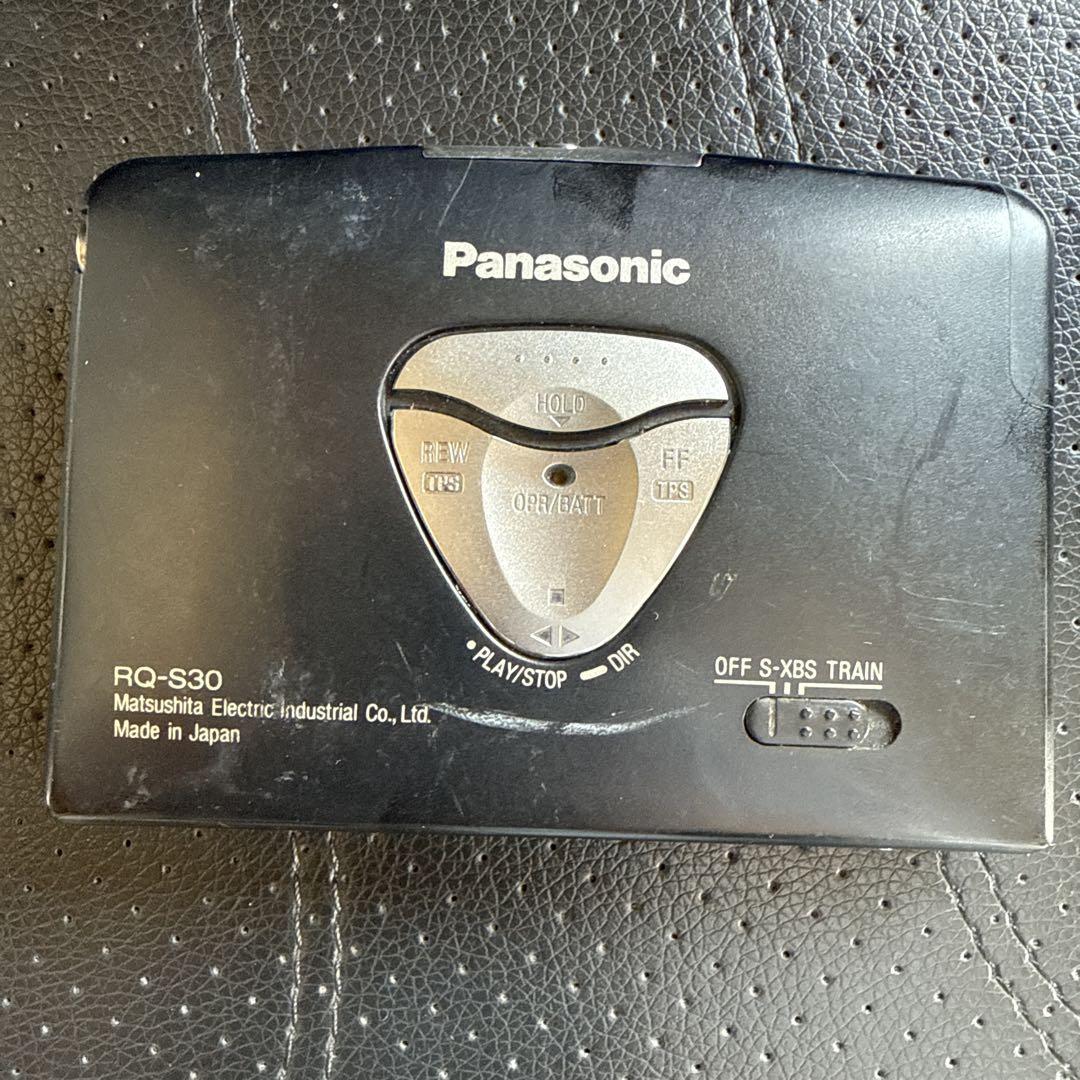 Panasonic
HOLD
REW
FF
TPS
TPS
OPR/BATT
•PLAY/STOP ━ DIR
OFF S-XBS TRAIN
RQ-S30
Matsushita Electric Industrial Co., Ltd.
Made in Japan